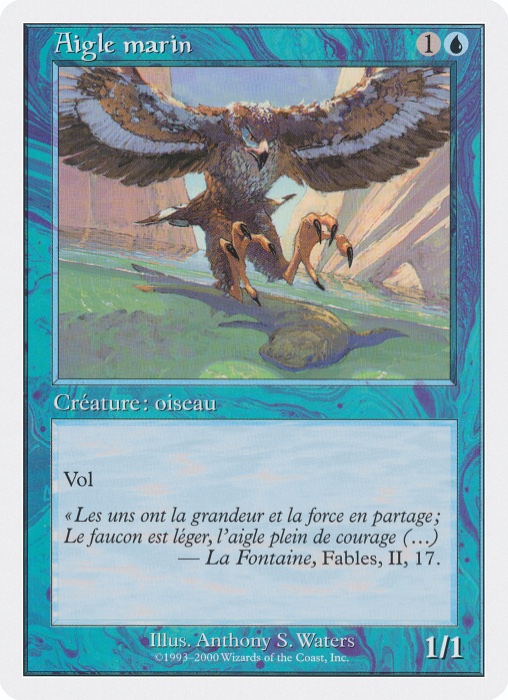 Aigle marin 1
Créature : oiseau
Vol
« Les uns ont la grandeur et la force en partage ;
Le faucon est léger, l'aigle plein de courage (...)
— La Fontaine, Fables, II, 17.
Illus. Anthony S. Waters
©1993–2000 Wizards of the Coast, Inc.
1/1